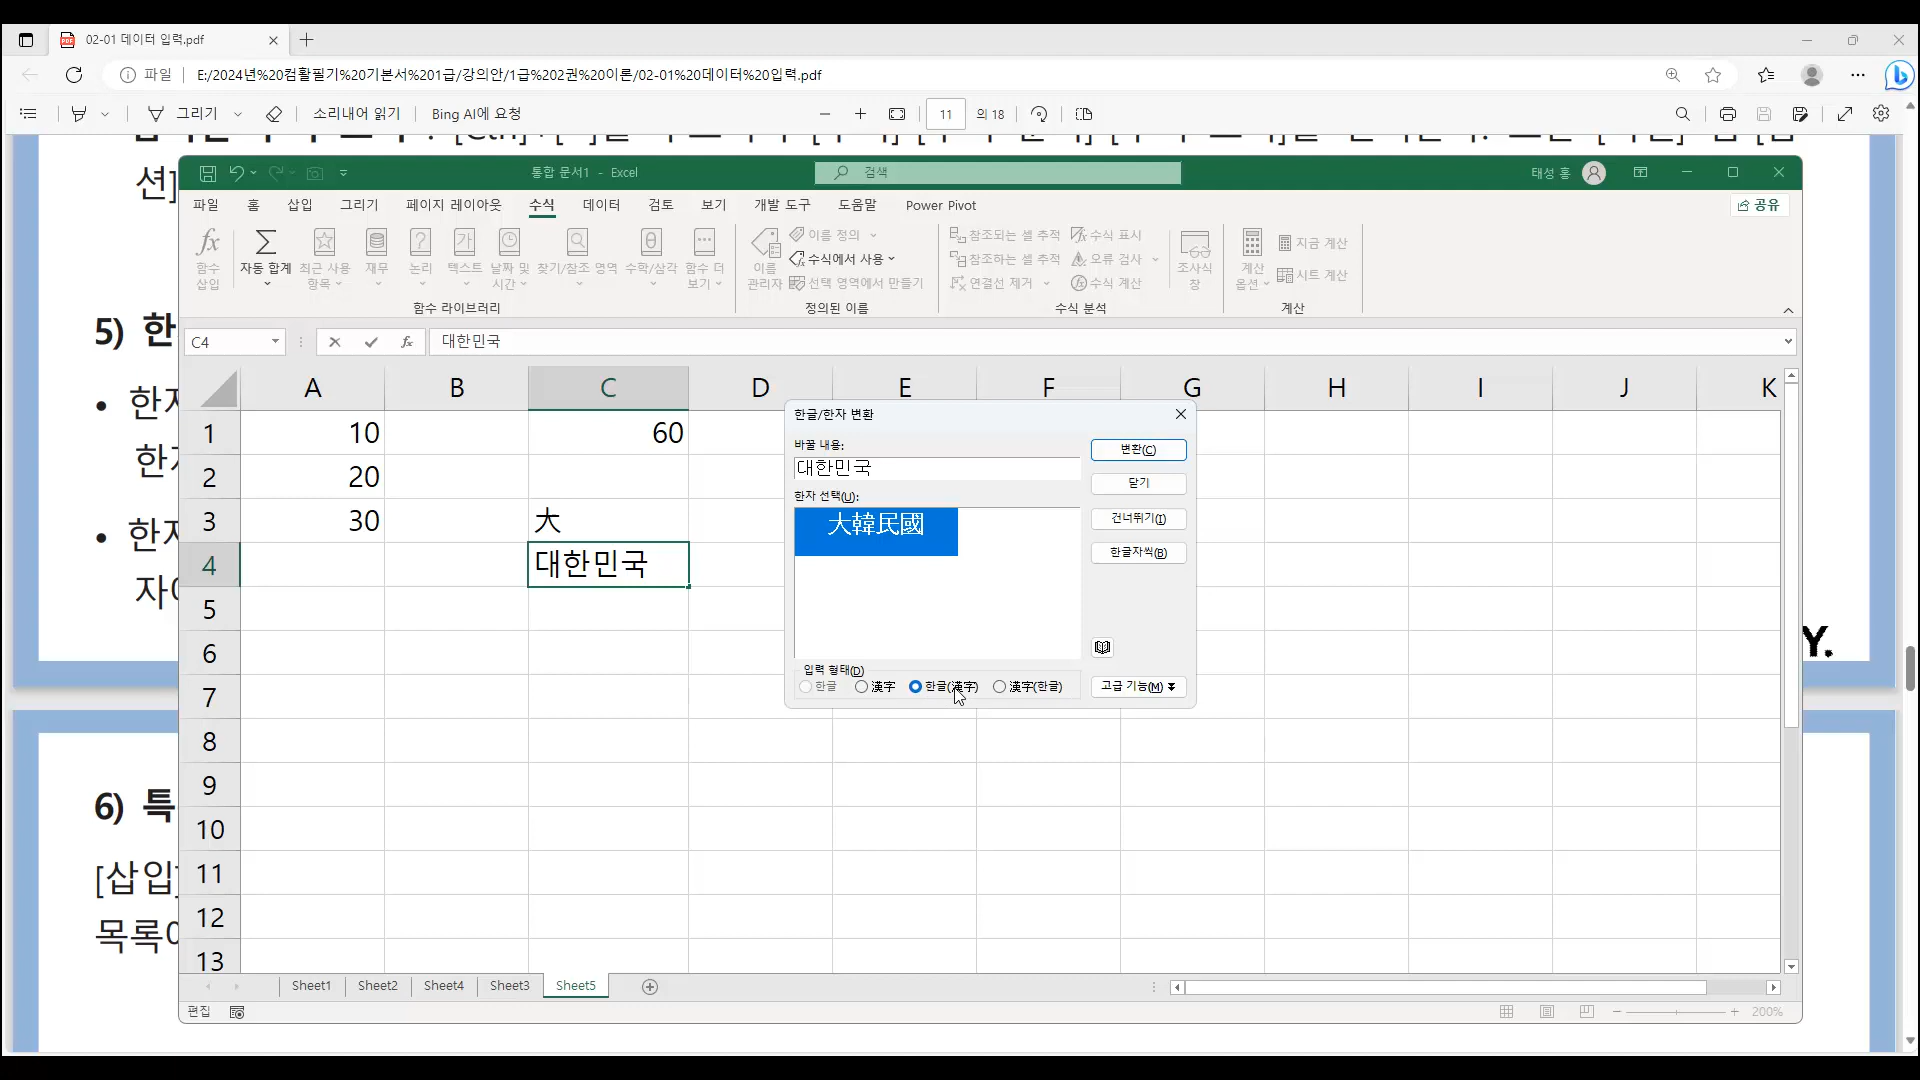 02-01 데이터 입력.pdf
파일 E:/2024년%20컴활필기%20기본서%201급/강의안/1급%202권%20이론/02-01%20데이터%20입력.pdf
그리기 소리내어 읽기 Bing AI에 요청 11 의 18
션]
통합 문서1 - Excel 검색 태성 홍
파일 홈 삽입 그리기 페이지 레이아웃 수식 데이터 검토 보기 개발 도구 도움말 Power Pivot 공유
함수 삽입 자동 합계 최근 사용 항목 재무 논리 텍스트 날짜 및 시간 찾기/참조 영역 수학/삼각 함수 더 보기
이름 관리자 이름 정의 수식에서 사용 선택 영역에서 만들기
참조되는 셀 추적 참조하는 셀 추적 연결선 제거 수식 표시 오류 검사 수식 계산 조사식 창
계산 옵션 지금 계산 시트 계산
함수 라이브러리 정의된 이름 수식 분석 계산
C4 fx 대한민국
A B C D E F G H I J K
1 10 60
2 20
3 30 大
4 대한민국
5
6
7
8
9
10
11
12
13
한글/한자 변환
바꿀 내용:
대한민국
한자 선택(U):
大韓民國
변환(C)
닫기
건너뛰기(I)
한글자씩(B)
입력 형태(D)
한글 漢字 한글(漢字) 漢字(한글)
고급 기능(M)
Sheet1 Sheet2 Sheet4 Sheet3 Sheet5
편집 200%
5) 한
• 한
한
• 한
자
Y.
6) 특
[삽입]
목록